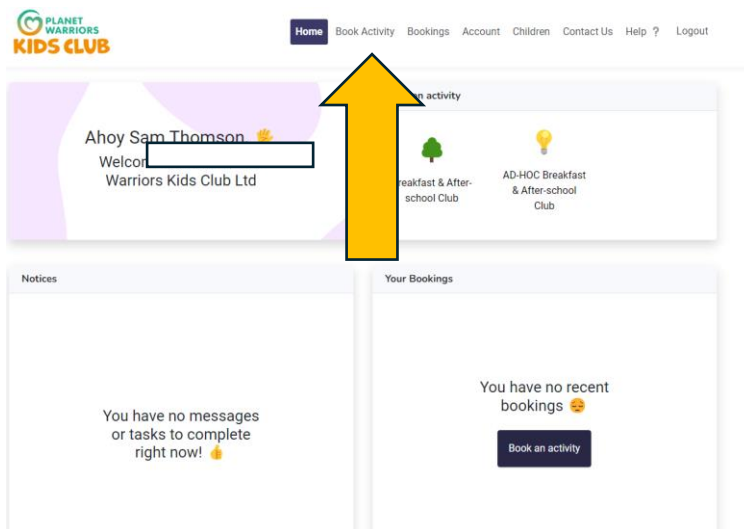 PLANET
WARRIORS
KIDS CLUB
Home Book Activity Bookings Account Children Contact Us Help ? Logout
activity
Ahoy Sam Thomson
Warriors Kids Club Ltd
& After-
school Club
AD-HOC Breakfast
& After-school
Club
Notices
Your Bookings
You have no messages
or tasks to complete
right now!
You have no recent
bookings
Book an activity